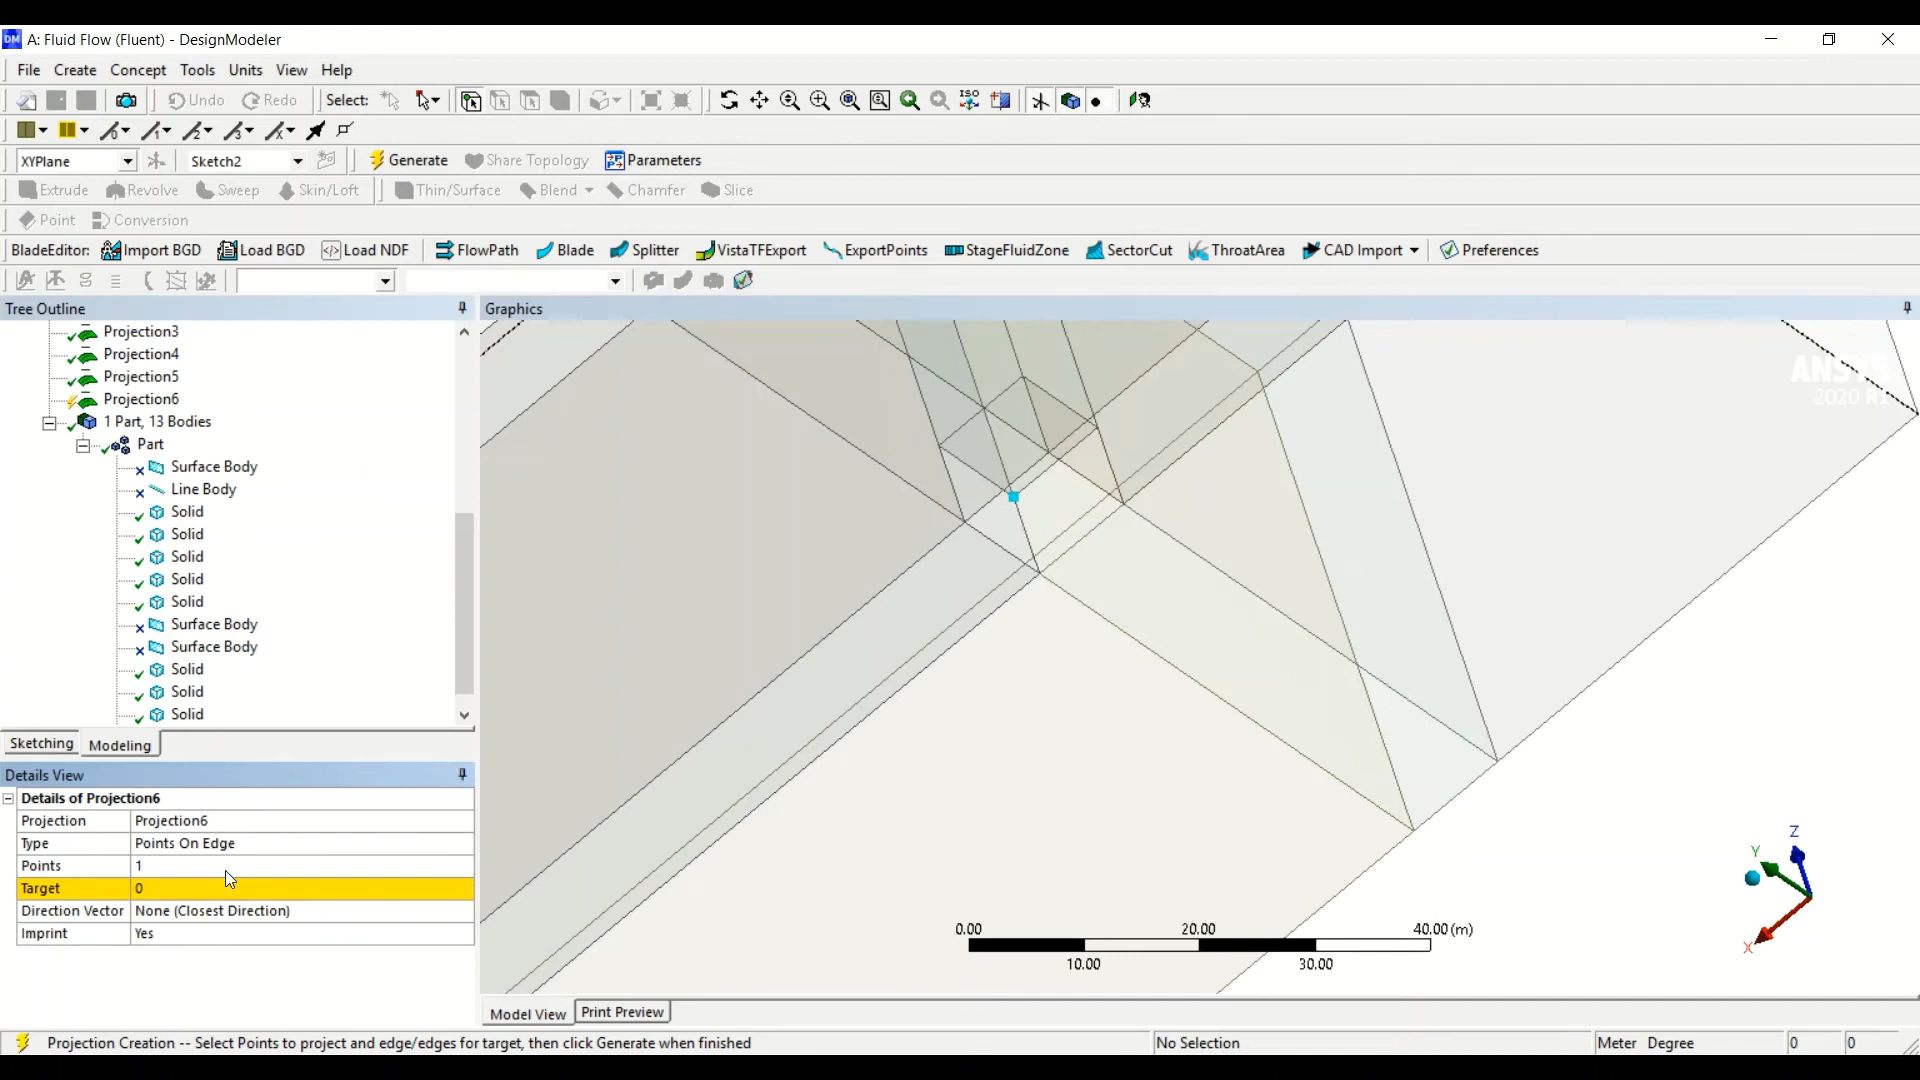 DM A: Fluid Flow (Fluent) - DesignModeler
File Create Concept Tools Units View Help
Undo Redo Select: ISO
XYPlane Sketch2 Generate Share Topology Parameters
Extrude Revolve Sweep Skin/Loft Thin/Surface Blend Chamfer Slice
Point Conversion
BladeEditor: Import BGD Load BGD Load NDF FlowPath Blade Splitter VistaTFExport ExportPoints StageFluidZone SectorCut ThroatArea CAD Import Preferences
Tree Outline
Projection3
Projection4
Projection5
Projection6
1 Part, 13 Bodies
Part
Surface Body
Line Body
Solid
Solid
Solid
Solid
Solid
Surface Body
Surface Body
Solid
Solid
Solid
Sketching Modeling
Details View
Details of Projection6
Projection Projection6
Type Points On Edge
Points 1
Target 0
Direction Vector None (Closest Direction)
Imprint Yes
Graphics
ANSYS
2020 R1
Z
Y
X
0.00 20.00 40.00 (m)
10.00 30.00
Model View Print Preview
Projection Creation -- Select Points to project and edge/edges for target, then click Generate when finished No Selection Meter Degree 0 0